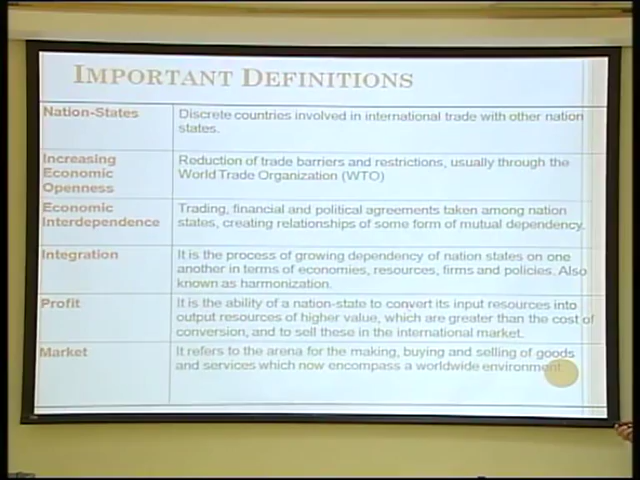 IMPORTANT DEFINITIONS
Nation-States
Discrete countries involved in international trade with other nation
states.
Increasing
Economic
Openness
Reduction of trade barriers and restrictions, usually through the
World Trade Organization (WTO)
Economic
Interdependence
Trading, financial and political agreements taken among nation
states, creating relationships of some form of mutual dependency.
Integration
It is the process of growing dependency of nation states on one
another in terms of economies, resources, firms and policies. Also
known as harmonization.
Profit
It is the ability of a nation-state to convert its input resources into
output resources of higher value, which are greater than the cost of
conversion, and to sell these in the international market.
Market
It refers to the arena for the making, buying and selling of goods
and services which now encompass a worldwide environment